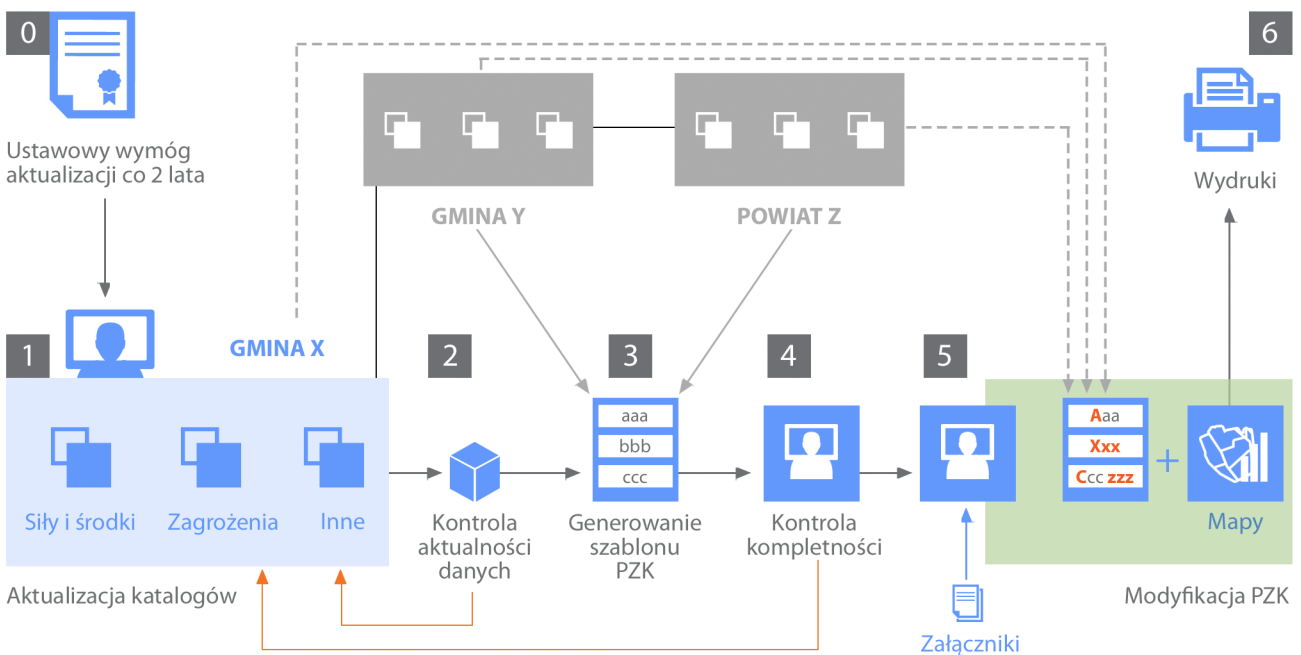 0
Ustawowy wymóg
aktualizacji co 2 lata
6
Wydruki
GMINA Y
POWIAT Z
1
GMINA X
2
3
4
5
aaa
bbb
ccc
Aaa
Xxx
Ccc zzz
+
Siły i środki
Zagrożenia
Inne
Kontrola
aktualności
danych
Generowanie
szablonu
PZK
Kontrola
kompletności
Mapy
Aktualizacja katalogów
Modyfikacja PZK
Załączniki